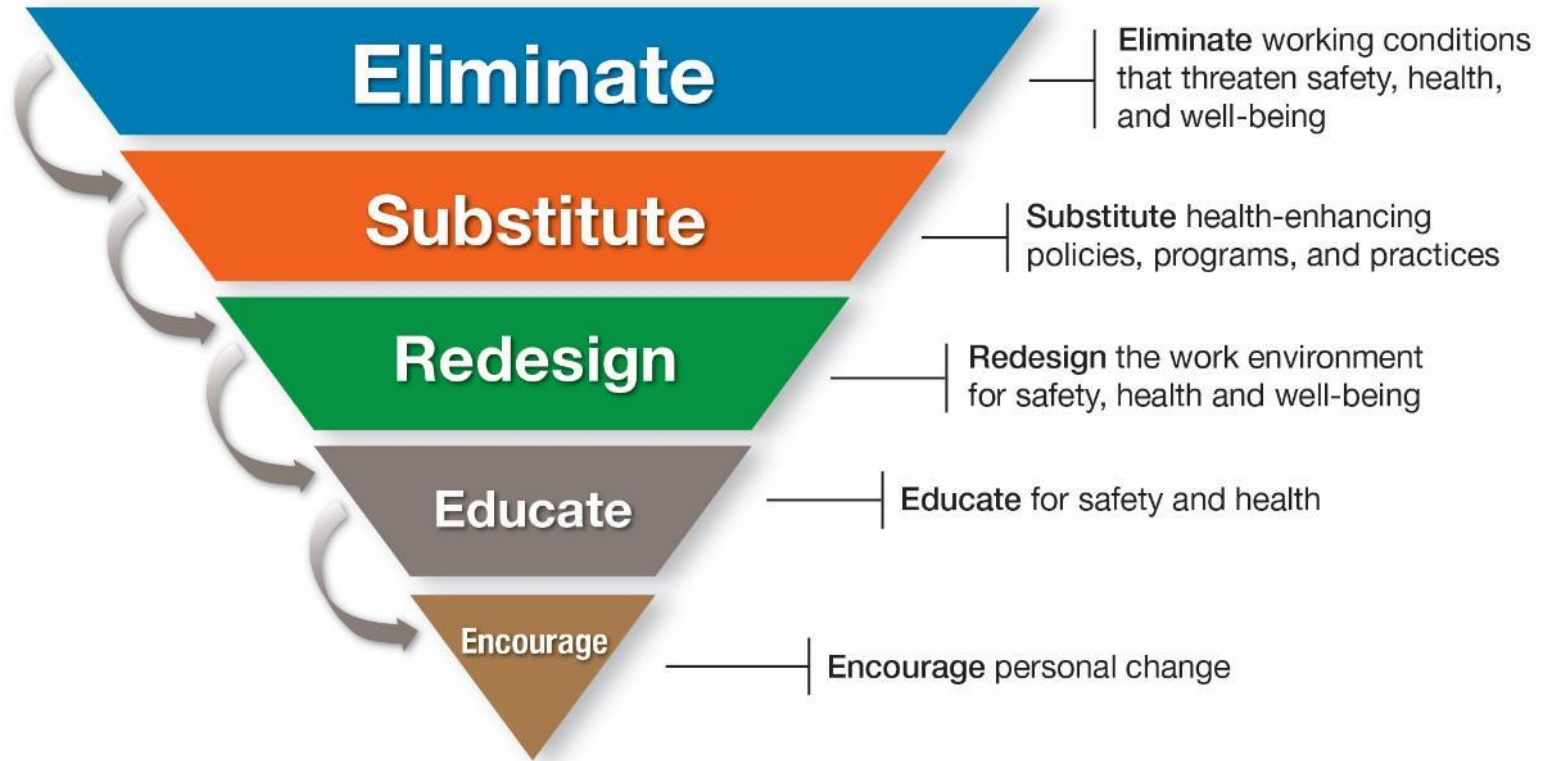 Eliminate
Eliminate working conditions
that threaten safety, health,
and well-being
Substitute
Substitute health-enhancing
policies, programs, and practices
Redesign
Redesign the work environment
for safety, health and well-being
Educate
Educate for safety and health
Encourage
Encourage personal change